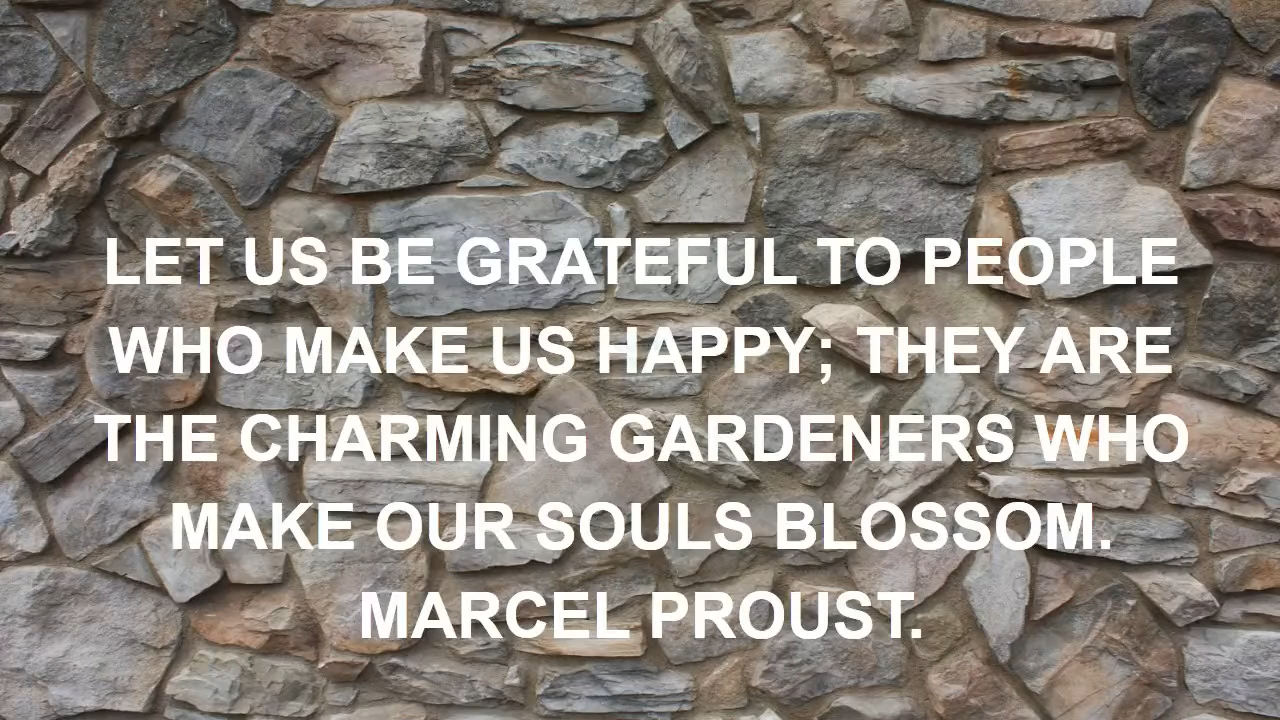 LET US BE GRATEFUL TO PEOPLE
WHO MAKE US HAPPY; THEY ARE
THE CHARMING GARDENERS WHO
MAKE OUR SOULS BLOSSOM.
MARCEL PROUST.